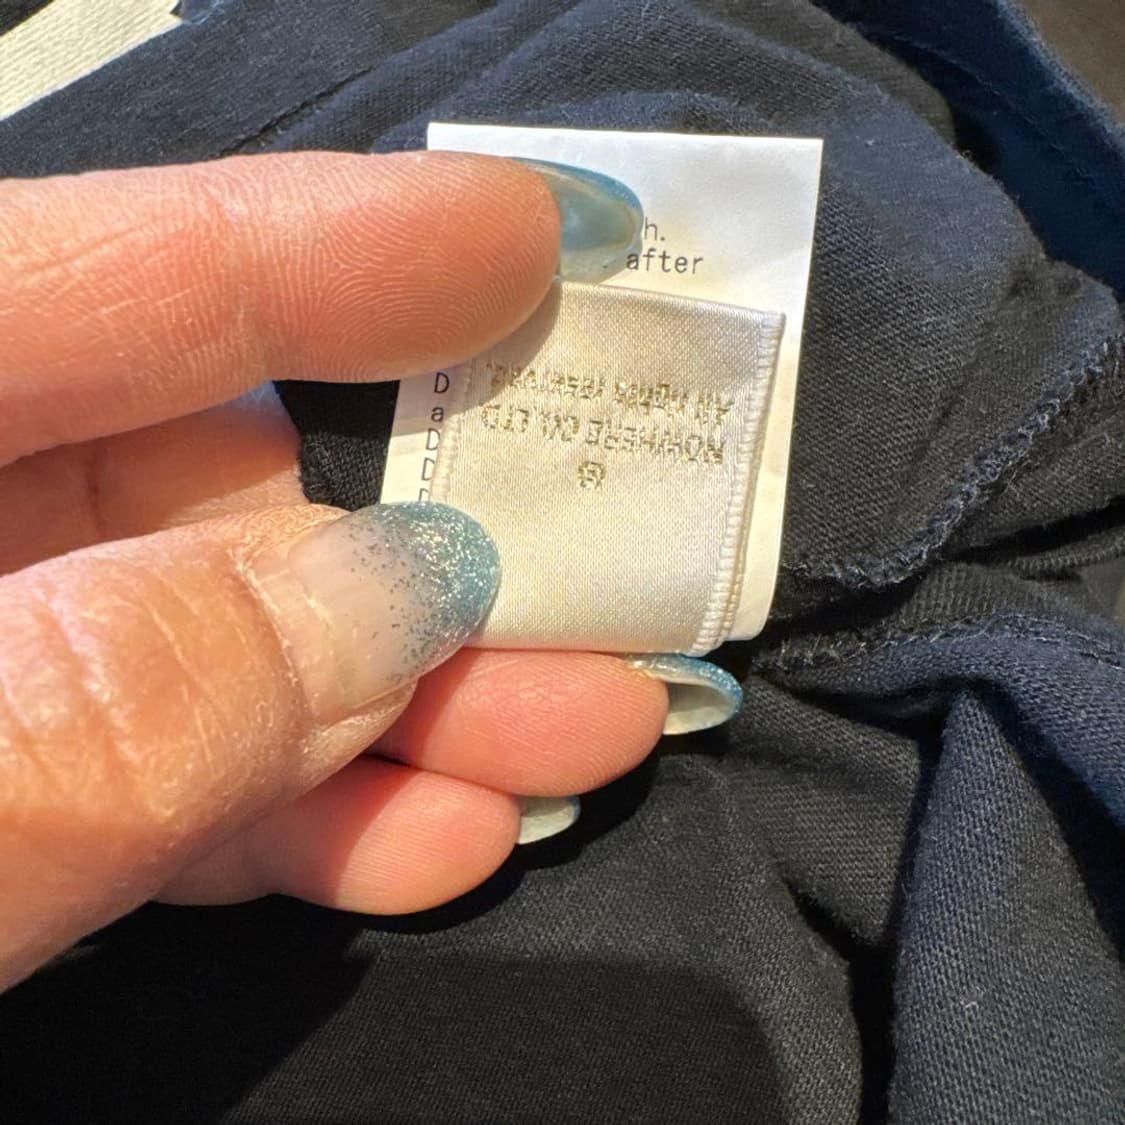 h.
after
D
a
D
D
D
©
NOWHERE CO. LTD
All rights reserved.